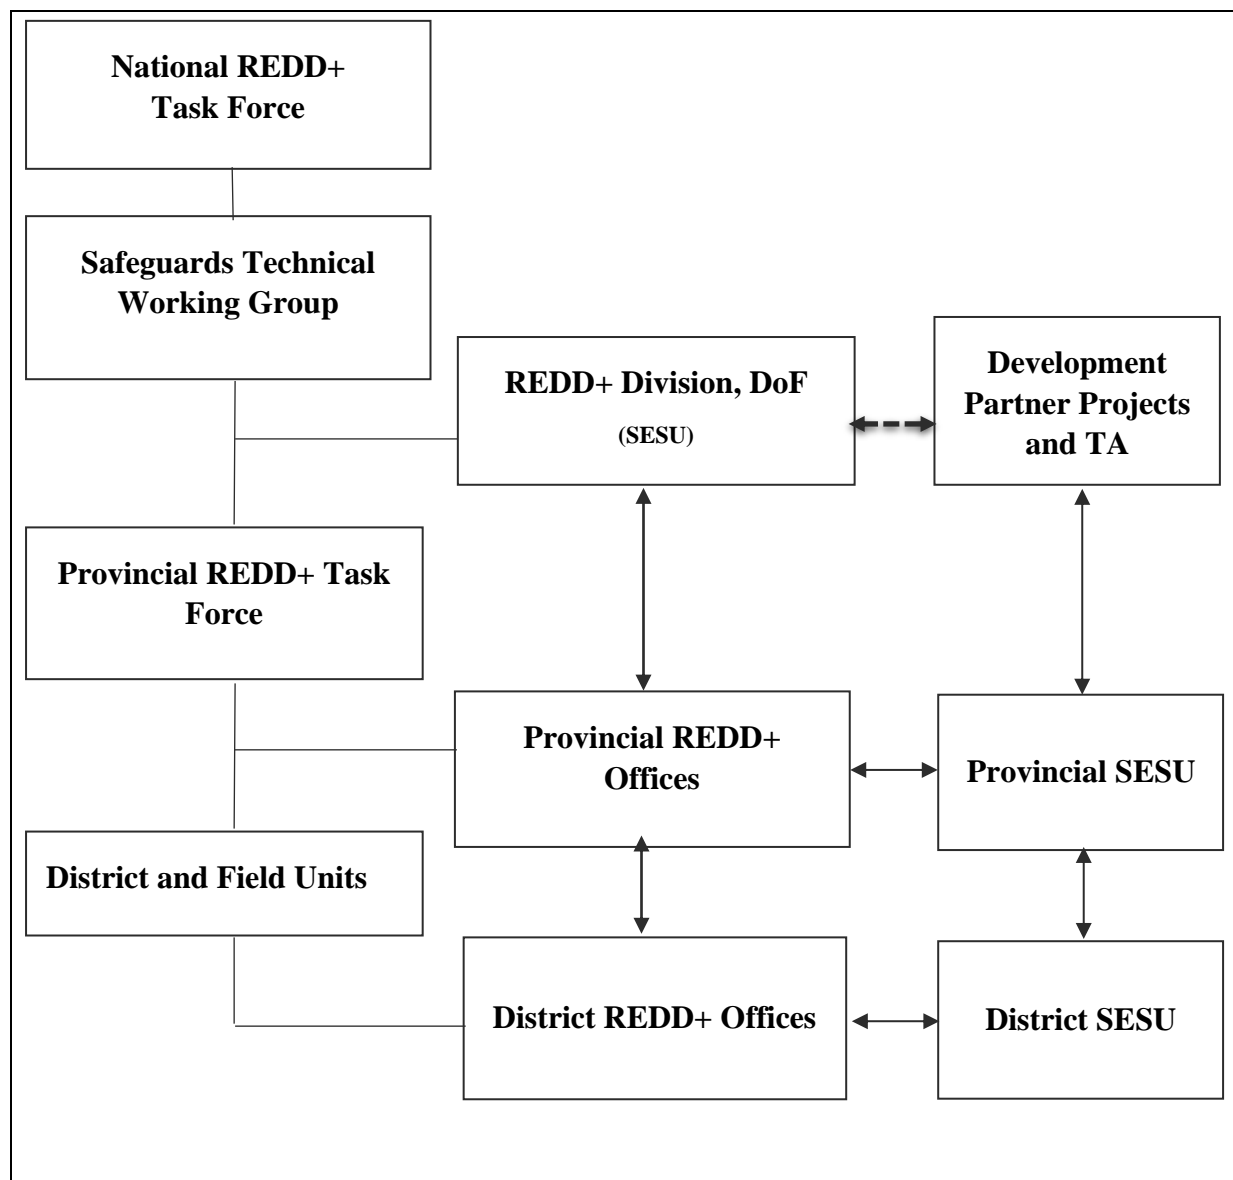 National REDD+
Task Force
Safeguards Technical
Working Group
REDD+ Division, DoF
(SESU)
Development
Partner Projects
and TA
Provincial REDD+ Task
Force
Provincial REDD+
Offices
Provincial SESU
District and Field Units
District REDD+ Offices
District SESU